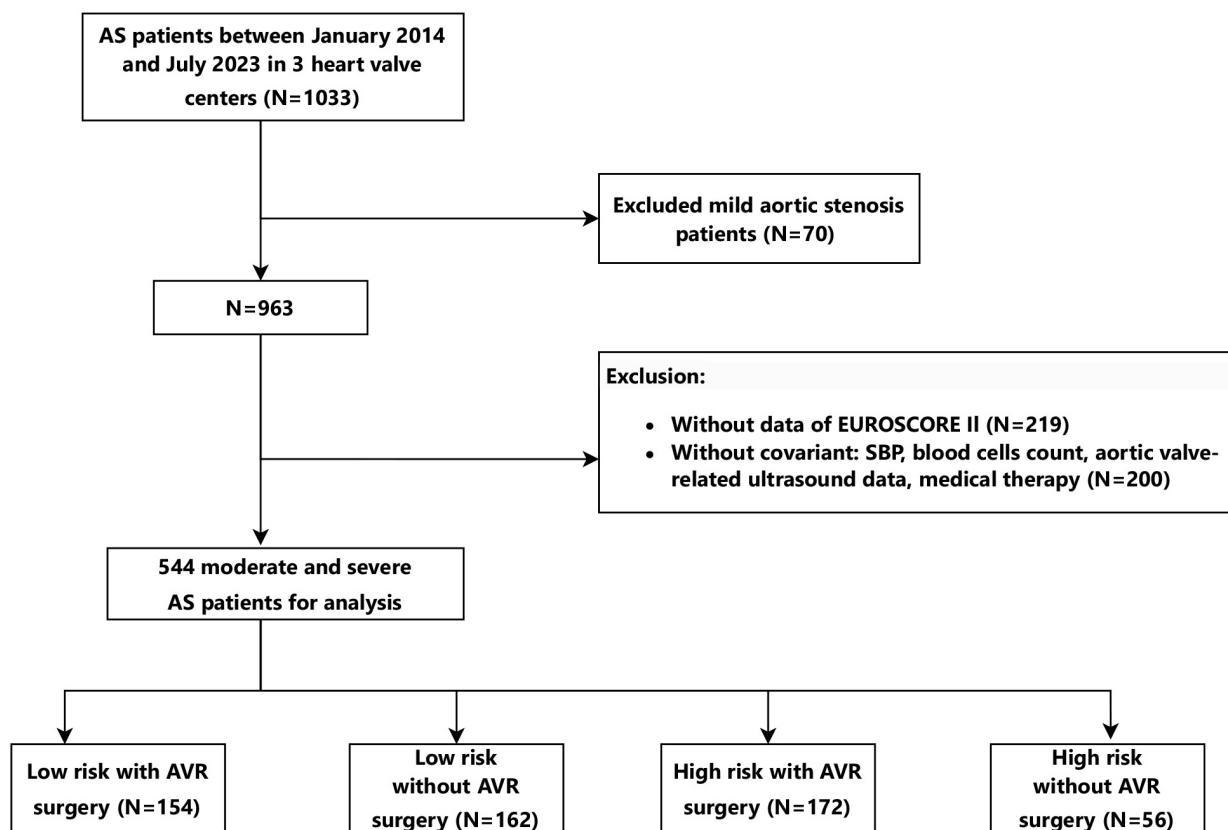 AS patients between January 2014
and July 2023 in 3 heart valve
centers (N=1033)
Excluded mild aortic stenosis
patients (N=70)
N=963
Exclusion:
• Without data of EUROSCORE II (N=219)
• Without covariant: SBP, blood cells count, aortic valve-
related ultrasound data, medical therapy (N=200)
544 moderate and severe
AS patients for analysis
Low risk with AVR
surgery (N=154)
Low risk
without AVR
surgery (N=162)
High risk with AVR
surgery (N=172)
High risk
without AVR
surgery (N=56)